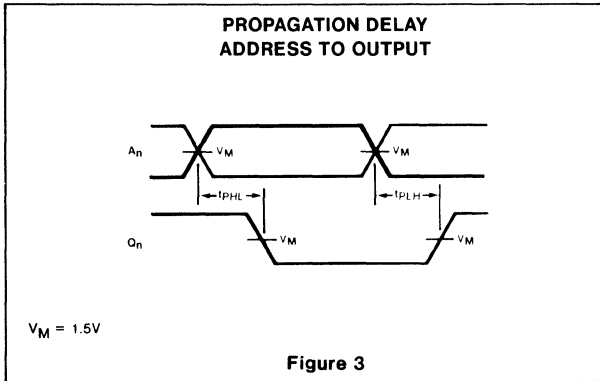 PROPAGATION DELAY
ADDRESS TO OUTPUT
An
VM
VM
tPHL
tPLH
Qn
VM
VM
VM = 1.5V
Figure 3